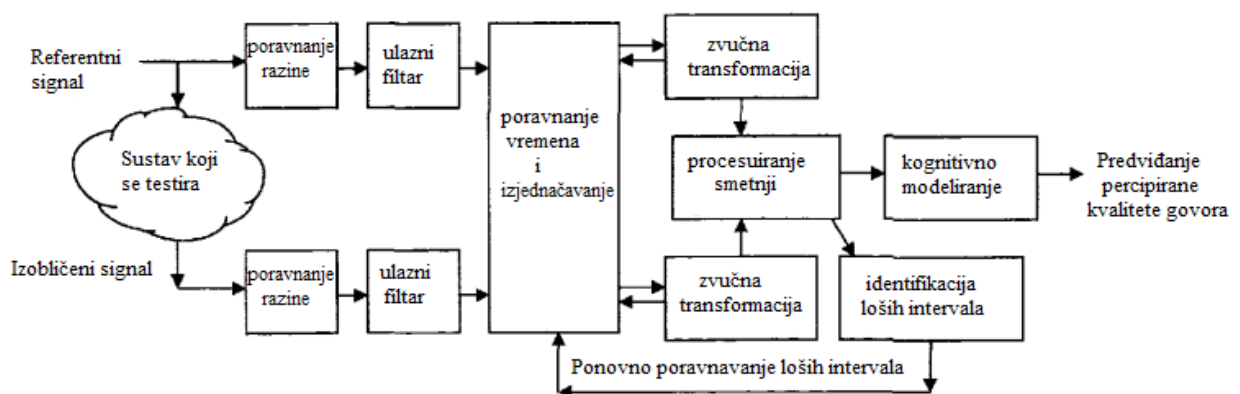 Referentni
signal
poravnanje
razine
ulazni
filtar
zvučna
transformacija
Sustav koji
se testira
poravnanje
vremena
i
izjednačavanje
procesuiranje
smetnji
kognitivno
modeliranje
Predviđanje
percipirane
kvalitete govora
Izobličeni signal
poravnanje
razine
ulazni
filtar
zvučna
transformacija
identifikacija
loših intervala
Ponovno poravnavanje loših intervala